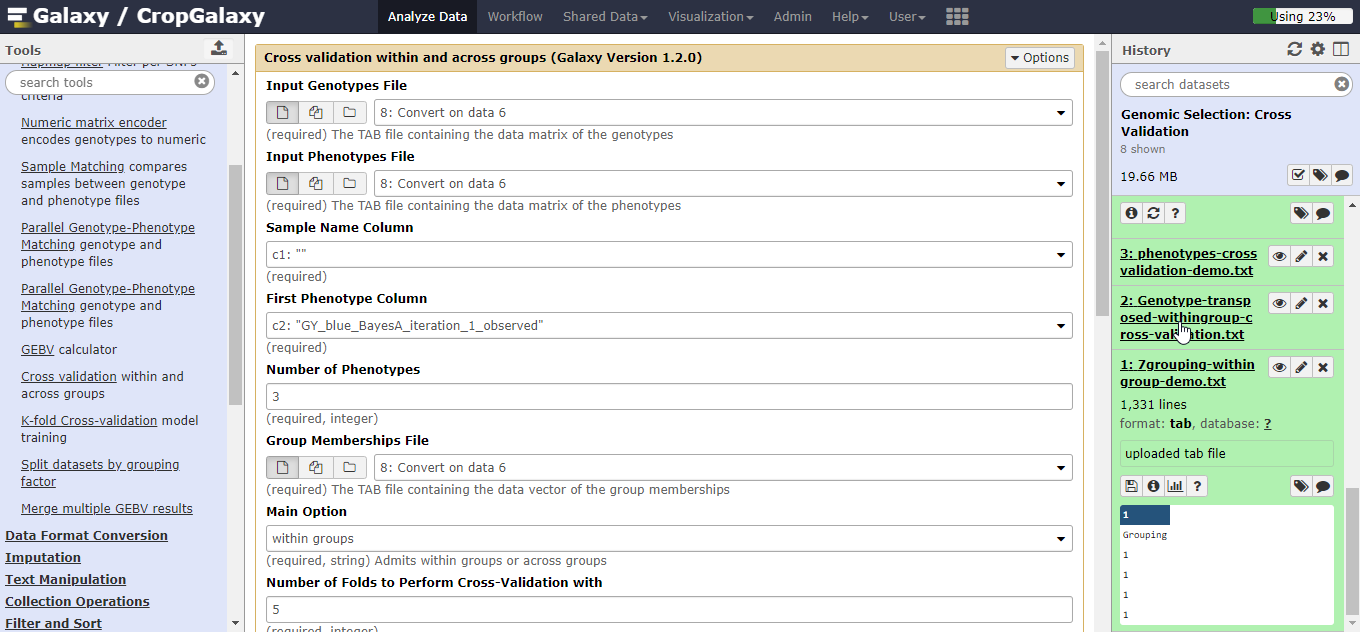 Galaxy / CropGalaxy
Analyze Data
Workflow
Shared Data
Visualization
Admin
Help
User
Using 23%
Tools
search tools
criteria
Numeric matrix encoder
encodes genotypes to numeric
Sample Matching compares
samples between genotype
and phenotype files
Parallel Genotype-Phenotype
Matching genotype and
phenotype files
Parallel Genotype-Phenotype
Matching genotype and
phenotype files
GEBV calculator
Cross validation within and
across groups
K-fold Cross-validation model
training
Split datasets by grouping
factor
Merge multiple GEBV results
Data Format Conversion
Imputation
Text Manipulation
Collection Operations
Filter and Sort
Cross validation within and across groups (Galaxy Version 1.2.0)
Options
Input Genotypes File
8: Convert on data 6
(required) The TAB file containing the data matrix of the genotypes
Input Phenotypes File
8: Convert on data 6
(required) The TAB file containing the data matrix of the phenotypes
Sample Name Column
c1: ""
(required)
First Phenotype Column
c2: "GY_blue_BayesA_iteration_1_observed"
(required)
Number of Phenotypes
3
(required, integer)
Group Memberships File
8: Convert on data 6
(required) The TAB file containing the data vector of the group memberships
Main Option
within groups
(required, string) Admits within groups or across groups
Number of Folds to Perform Cross-Validation with
5
(required, integer)
History
search datasets
Genomic Selection: Cross
Validation
8 shown
19.66 MB
3: phenotypes-cross
validation-demo.txt
2: Genotype-transp
osed-withingroup-c
ross-validation.txt
1: 7grouping-within
group-demo.txt
1,331 lines
format: tab, database: ?
uploaded tab file
1
Grouping
1
1
1
1